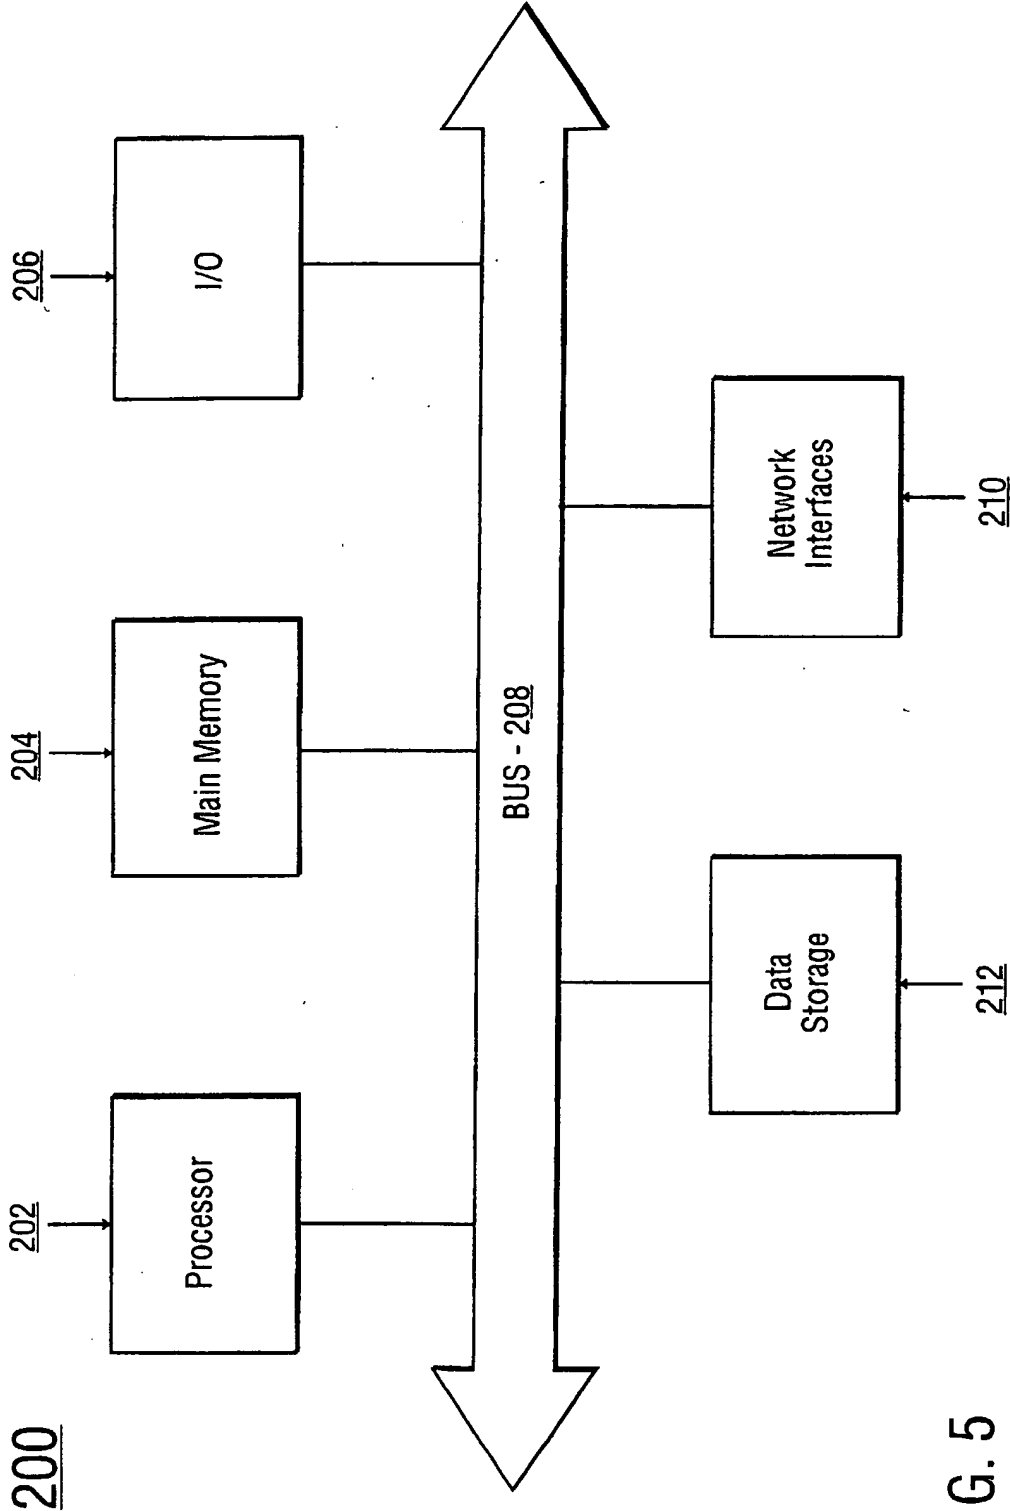 200
202
204
206
Processor
Main Memory
I/O
BUS - 208
Data
Storage
Network
Interfaces
212
210
G. 5